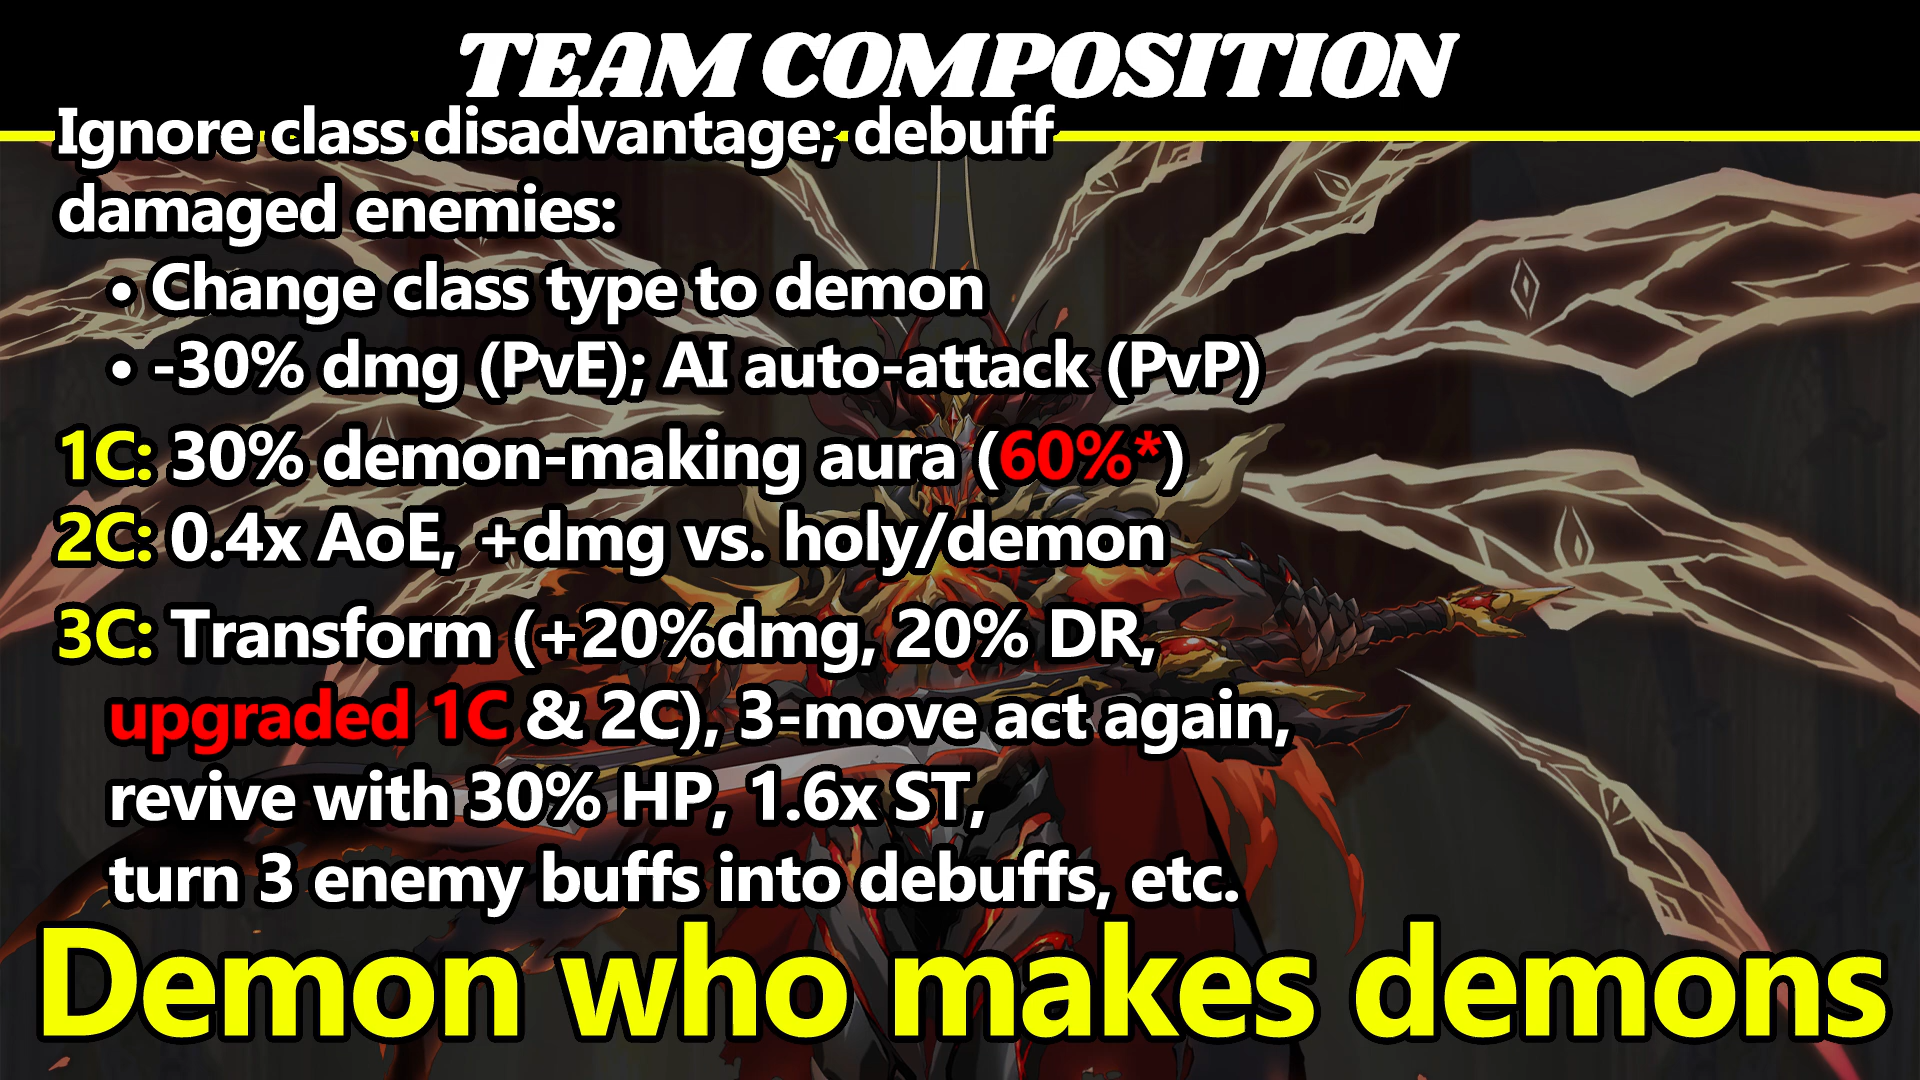 TEAM COMPOSITION
Ignore class disadvantage; debuff
damaged enemies:
• Change class type to demon
• -30% dmg (PvE); AI auto-attack (PvP)
1C: 30% demon-making aura (60%*)
2C: 0.4x AoE, +dmg vs. holy/demon
3C: Transform (+20%dmg, 20% DR,
upgraded 1C & 2C), 3-move act again,
revive with 30% HP, 1.6x ST,
turn 3 enemy buffs into debuffs, etc.
Demon who makes demons